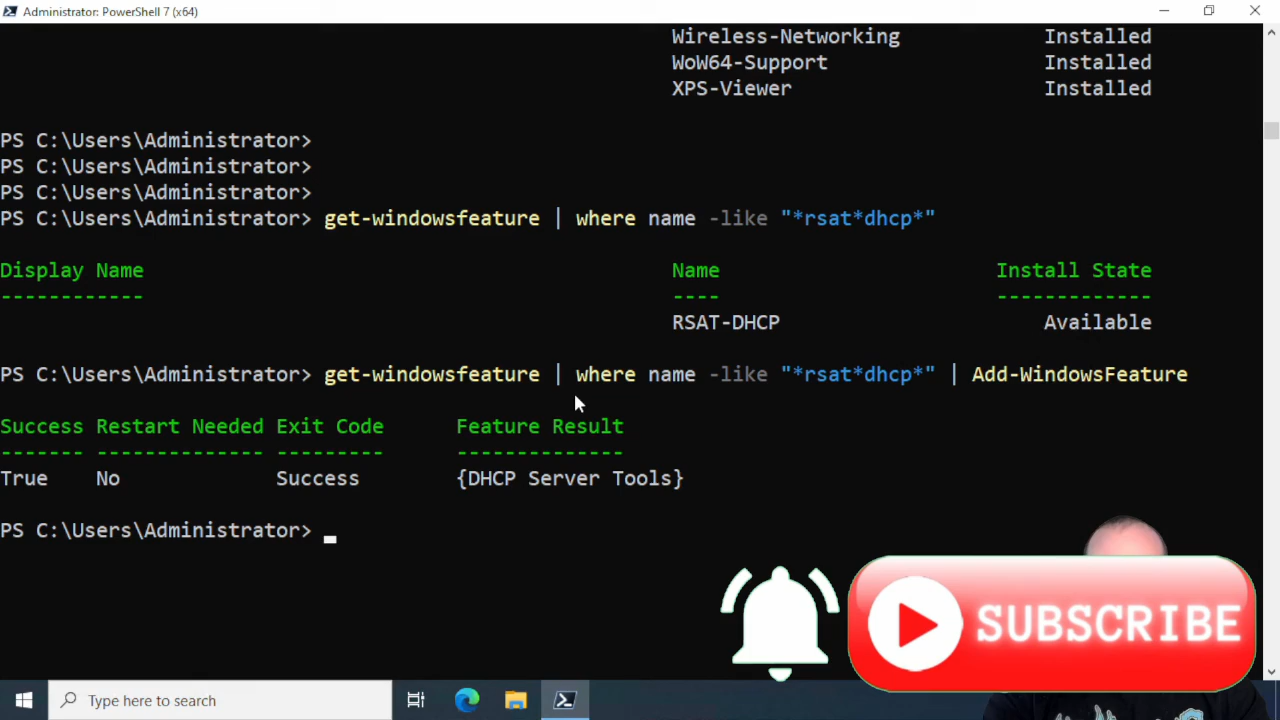 Administrator: PowerShell 7 (x64)
Wireless-Networking Installed
WoW64-Support Installed
XPS-Viewer Installed
PS C:\Users\Administrator>
PS C:\Users\Administrator>
PS C:\Users\Administrator>
PS C:\Users\Administrator> get-windowsfeature | where name -like "*rsat*dhcp*"
Display Name Name Install State
------------ ---- -------------
RSAT-DHCP Available
PS C:\Users\Administrator> get-windowsfeature | where name -like "*rsat*dhcp*" | Add-WindowsFeature
Success Restart Needed Exit Code Feature Result
------- -------------- --------- --------------
True No Success {DHCP Server Tools}
PS C:\Users\Administrator>
SUBSCRIBE
Type here to search